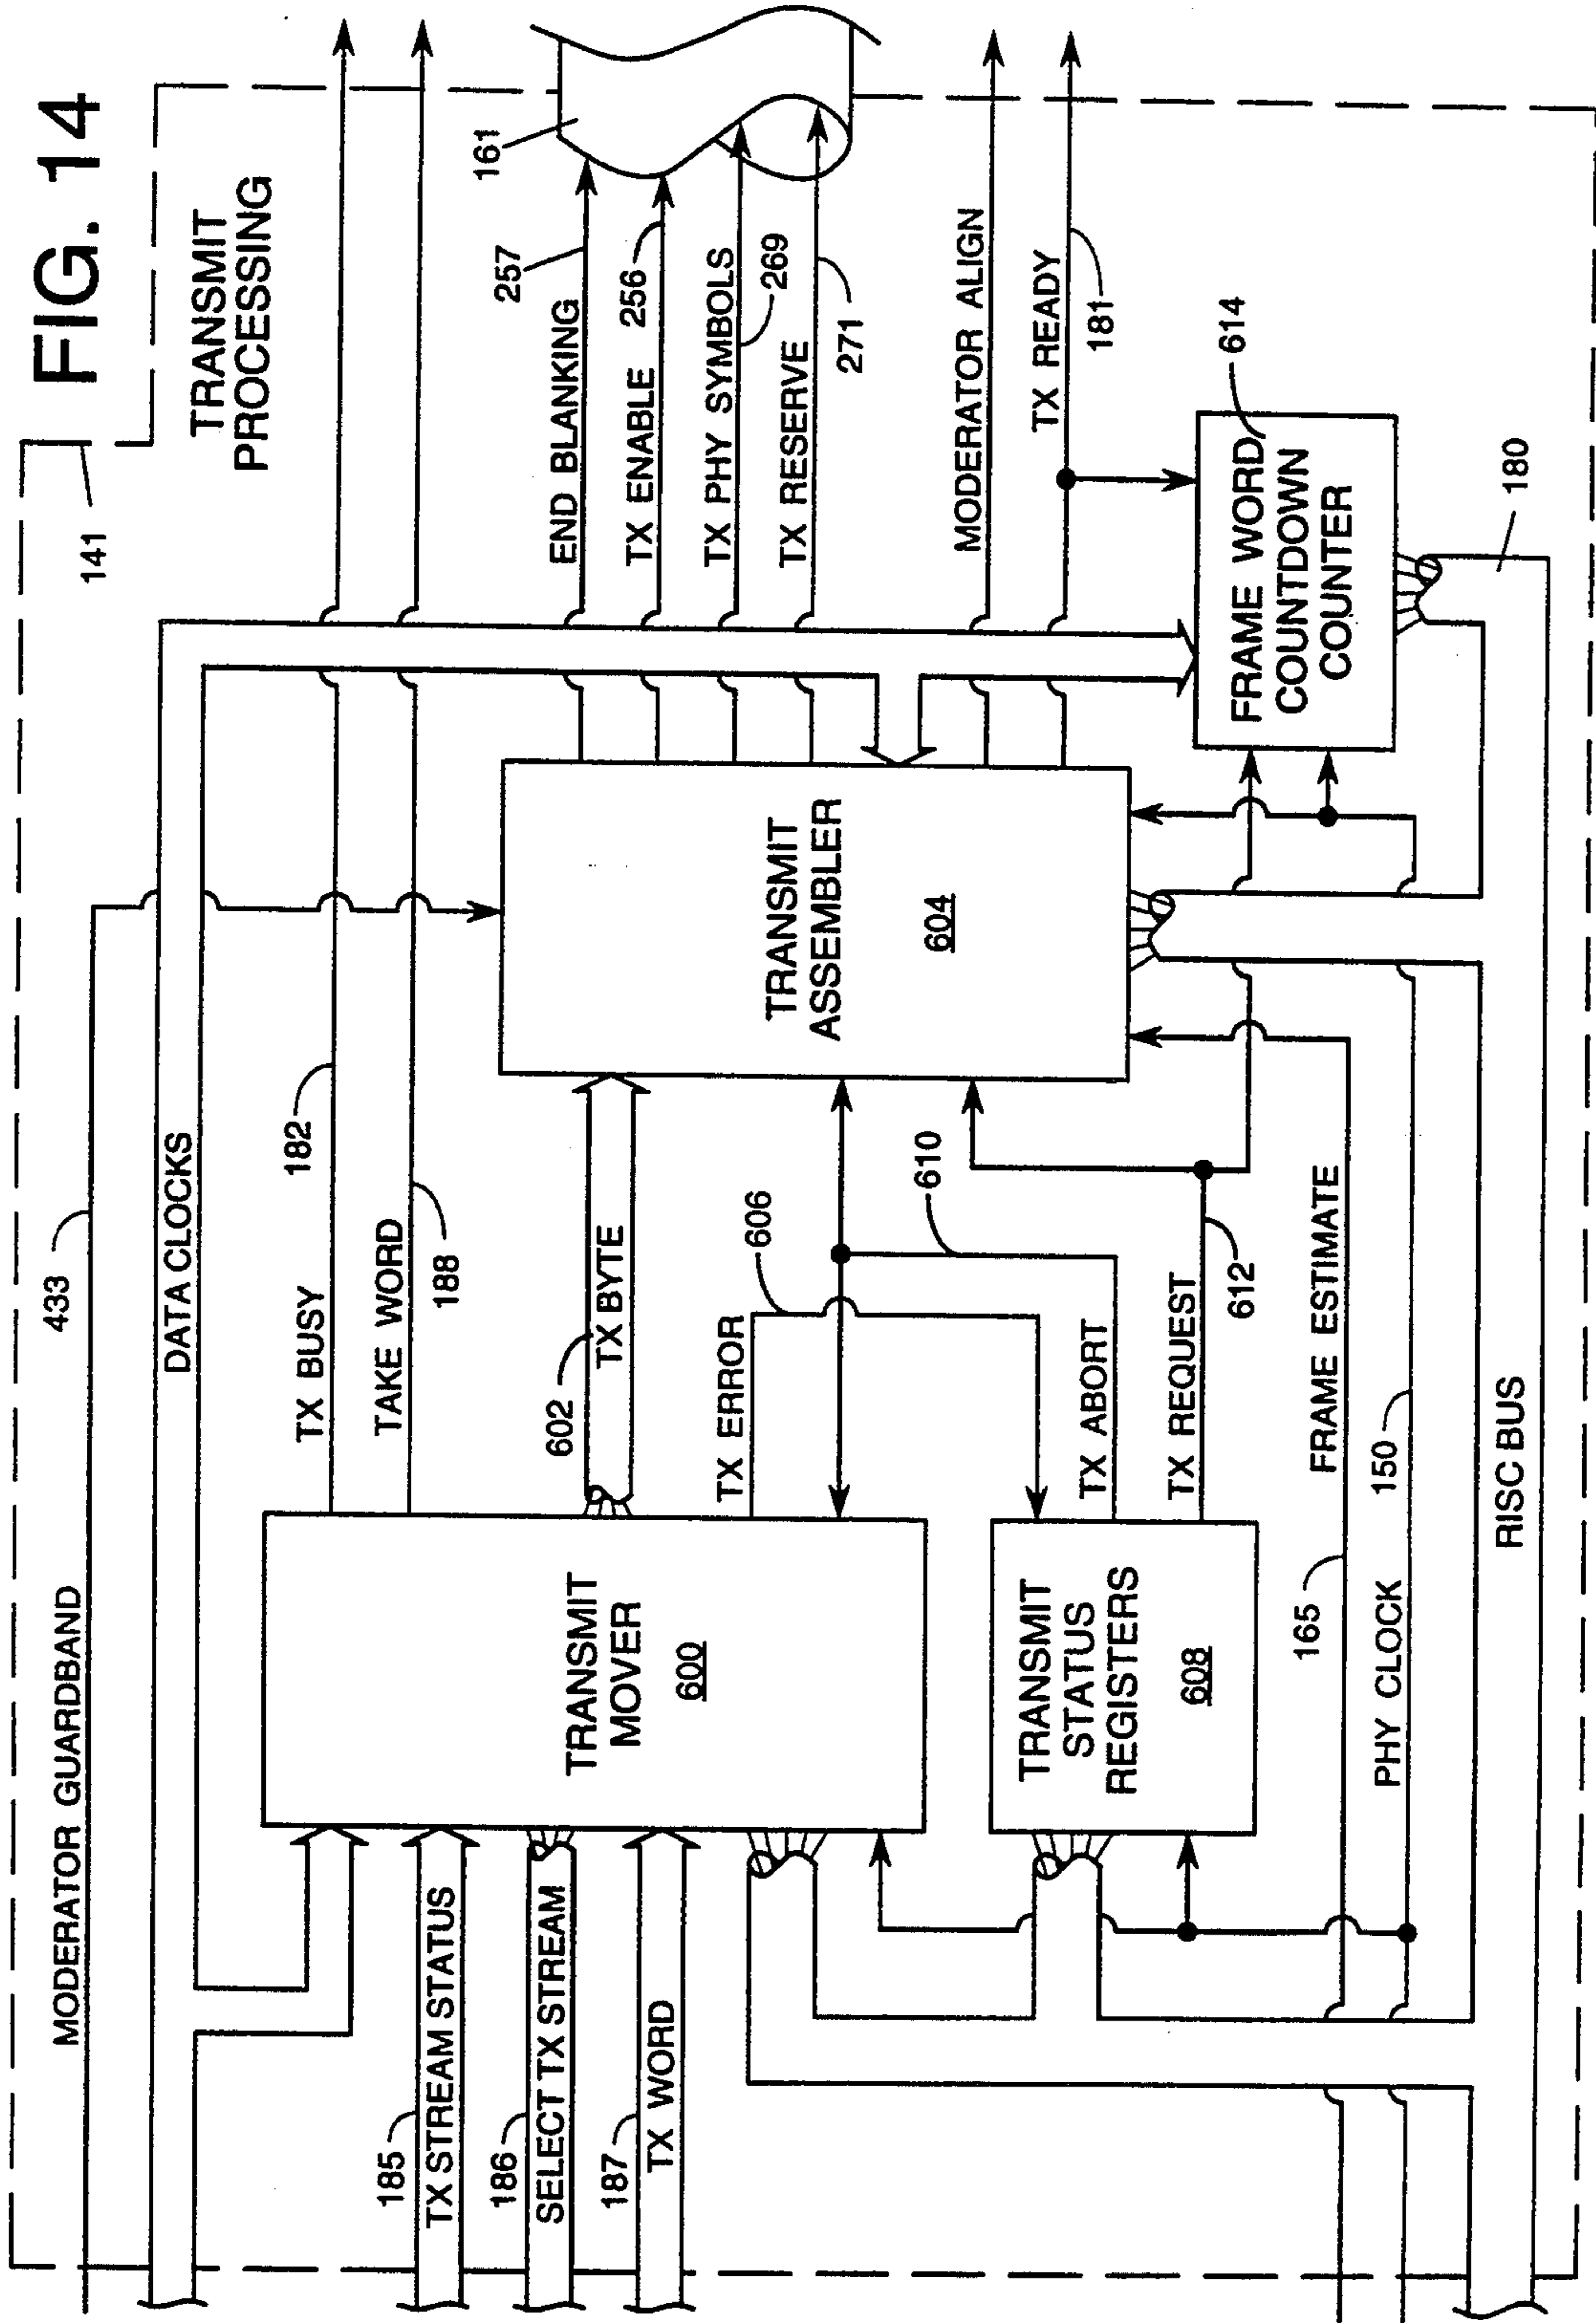 FIG. 14
141
TRANSMIT
PROCESSING
MODERATOR GUARDBAND
433
DATA CLOCKS
TX BUSY
182
TAKE WORD
188
185
TX STREAM STATUS
186
SELECT TX STREAM
187
TX WORD
TRANSMIT
MOVER
600
602
TX BYTE
TX ERROR
606
610
TRANSMIT
ASSEMBLER
604
161
257
END BLANKING
TX ENABLE
256
TX PHY SYMBOLS
269
TX RESERVE
271
MODERATOR ALIGN
TX READY
181
TRANSMIT
STATUS
REGISTERS
608
TX ABORT
TX REQUEST
612
FRAME WORD
COUNTDOWN
COUNTER
614
165
FRAME ESTIMATE
PHY CLOCK
150
RISC BUS
180